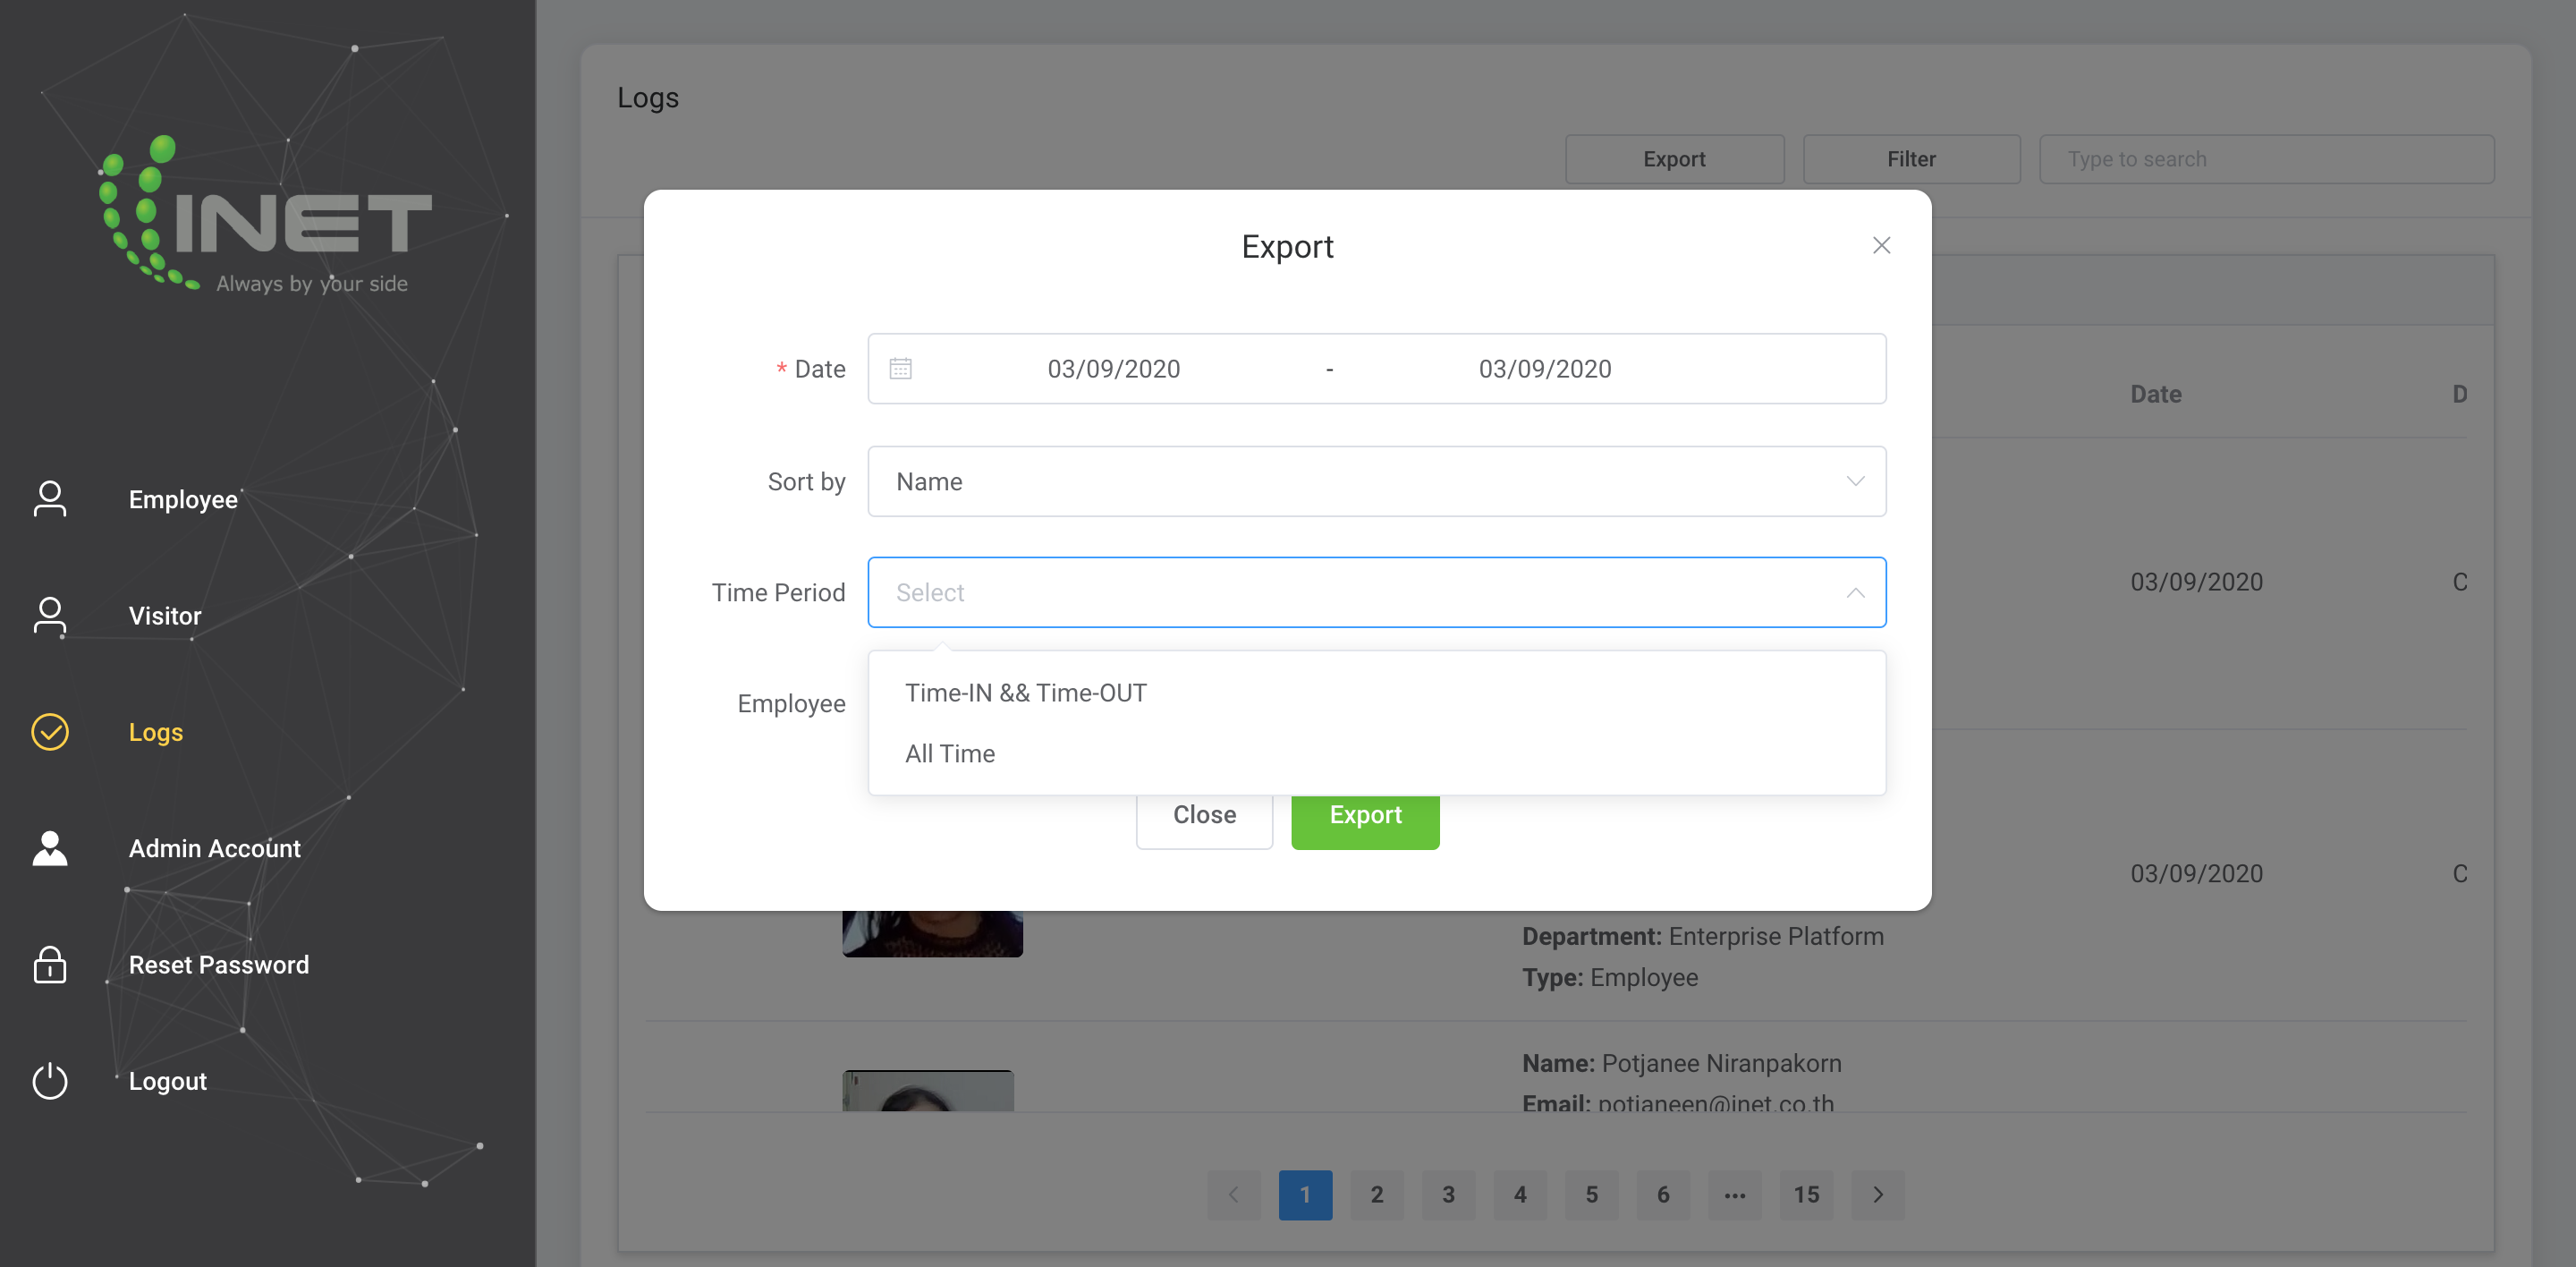 INET
Always by your side
Employee
Visitor
Logs
Admin Account
Reset Password
Logout
Logs
Export
Filter
Type to search
Export
* Date
03/09/2020 - 03/09/2020
Sort by
Name
Time Period
Select
Employee
Time-IN && Time-OUT
All Time
Close
Export
Date
D
03/09/2020
C
03/09/2020
C
Department: Enterprise Platform
Type: Employee
Name: Potjanee Niranpakorn
Email: potjaneen@inet.co.th
1
2
3
4
5
6
...
15